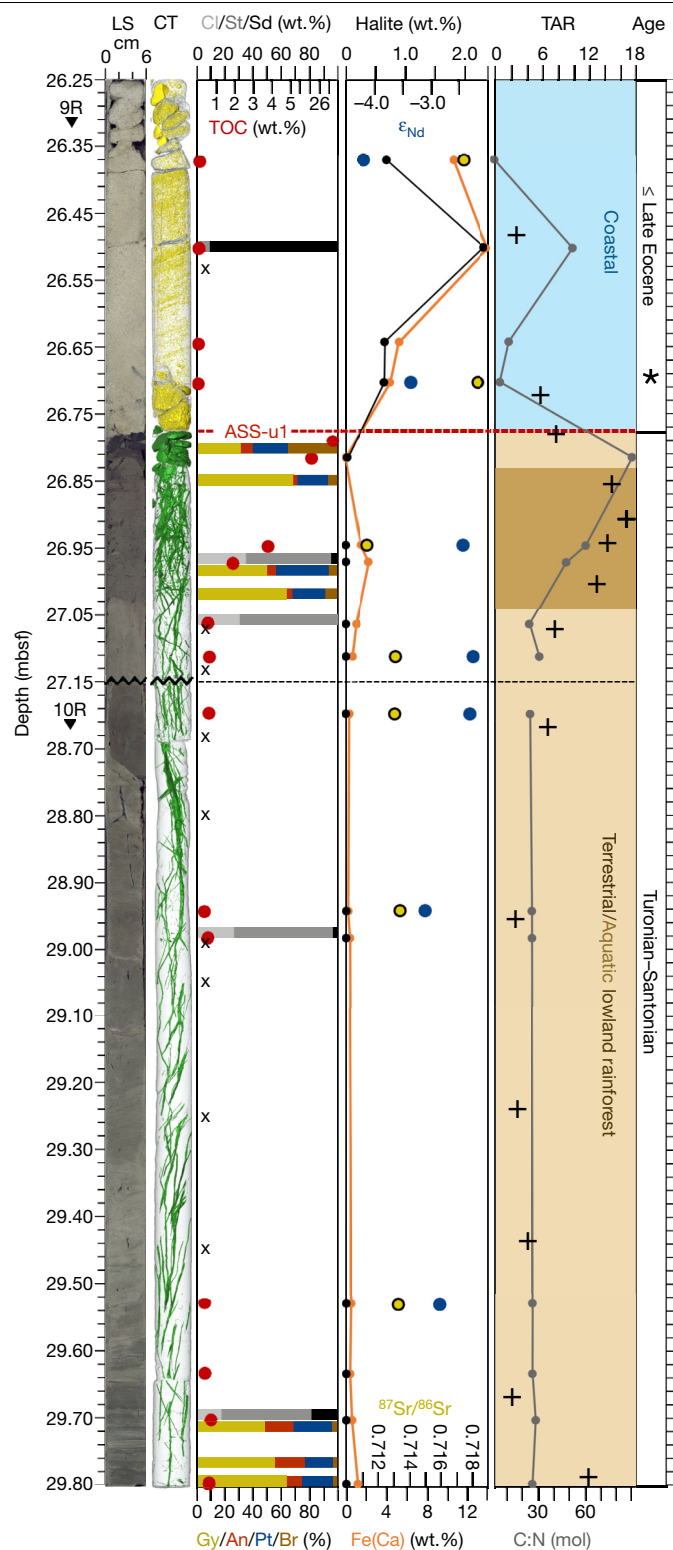 LS CT Cl/St/Sd (wt.%) Halite (wt.%) TAR Age
cm
0 6 0 20 40 60 80 0 1.0 2.0 0 2 6 12 18
1 2 3 4 5 26 –4.0 –3.0
TOC (wt.%) εNd
26.25
9R
26.35
26.45
26.55
26.65
26.75
26.85
26.95
27.05
27.15
10R
28.70
28.80
28.90
29.00
29.10
29.20
29.30
29.40
29.50
29.60
29.70
29.80
Depth (mbsf)
ASS-u1
x
x
x
x
x
x
x
x
x
⁸⁷Sr/⁸⁶Sr
0.712 0.714 0.716 0.718
Coastal
Terrestrial/Aquatic lowland rainforest
≤ Late Eocene
*
Turonian–Santonian
0 20 40 60 80 0 4 8 12 30 60
Gy/An/Pt/Br (%) Fe(Ca) (wt.%) C:N (mol)